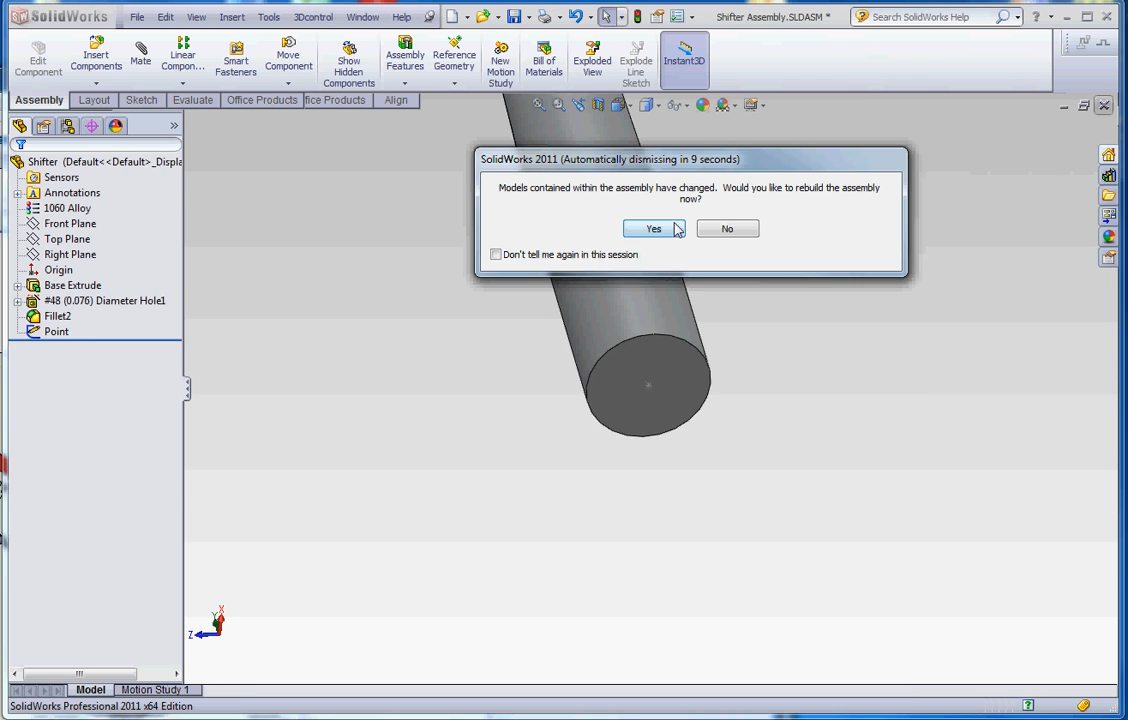 SolidWorks File Edit View Insert Tools 3Dcontrol Window Help Shifter Assembly.SLDASM * Search SolidWorks Help
Edit Component
Insert Components
Mate
Linear Compon...
Smart Fasteners
Move Component
Show Hidden Components
Assembly Features
Reference Geometry
New Motion Study
Bill of Materials
Exploded View
Explode Line Sketch
Instant3D
Assembly Layout Sketch Evaluate Office Products fice Products Align
Shifter (Default<<Default>_Displa
Sensors
Annotations
1060 Alloy
Front Plane
Top Plane
Right Plane
Origin
Base Extrude
#48 (0.076) Diameter Hole1
Fillet2
Point
SolidWorks 2011 (Automatically dismissing in 9 seconds)
Models contained within the assembly have changed. Would you like to rebuild the assembly
now?
Yes No
Don't tell me again in this session
X
Y
Z
Model Motion Study 1
SolidWorks Professional 2011 x64 Edition